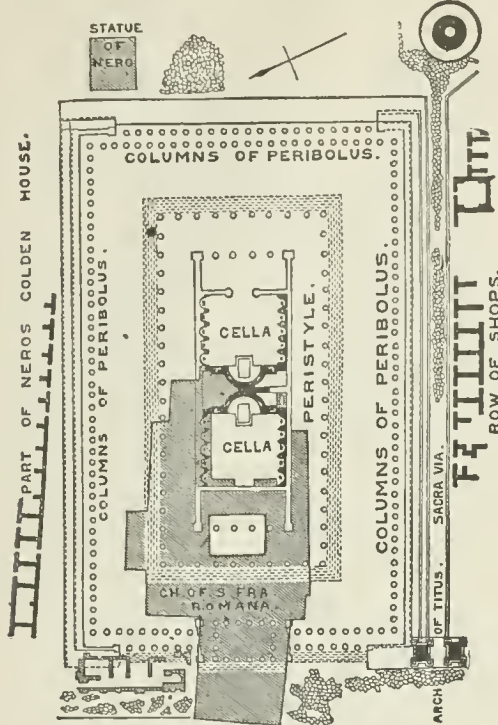 STATUE
OF
NERO
PART OF NEROS GOLDEN HOUSE.
COLUMNS OF PERIBOLUS.
COLUMNS OF PERIBOLUS.
CELLA
PERISTYLE.
CELLA
COLUMNS OF PERIBOLUS.
CH. OF S. FRA
ROMANA.
ARCH OF TITUS. SACRA VIA.
ROW OF SHOPS.